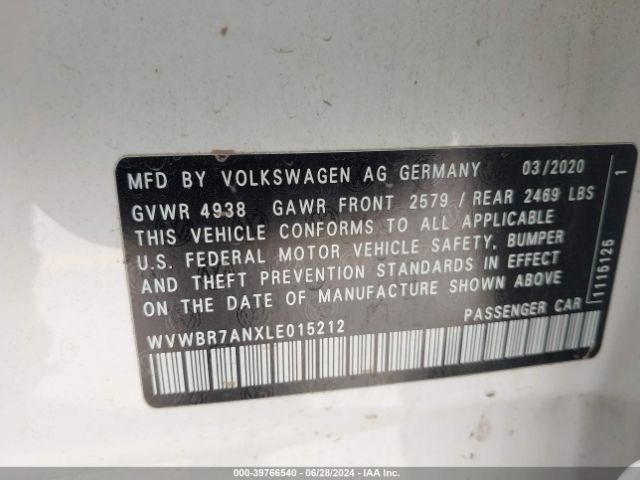 MFD BY VOLKSWAGEN AG GERMANY 03/2020
GVWR 4938 GAWR FRONT 2579 / REAR 2469 LBS
THIS VEHICLE CONFORMS TO ALL APPLICABLE
U.S. FEDERAL MOTOR VEHICLE SAFETY, BUMPER
AND THEFT PREVENTION STANDARDS IN EFFECT
ON THE DATE OF MANUFACTURE SHOWN ABOVE
WVWBR7ANXLE015212 PASSENGER CAR
1115125 1
000-39766540 - 06/28/2024 - IAA Inc.